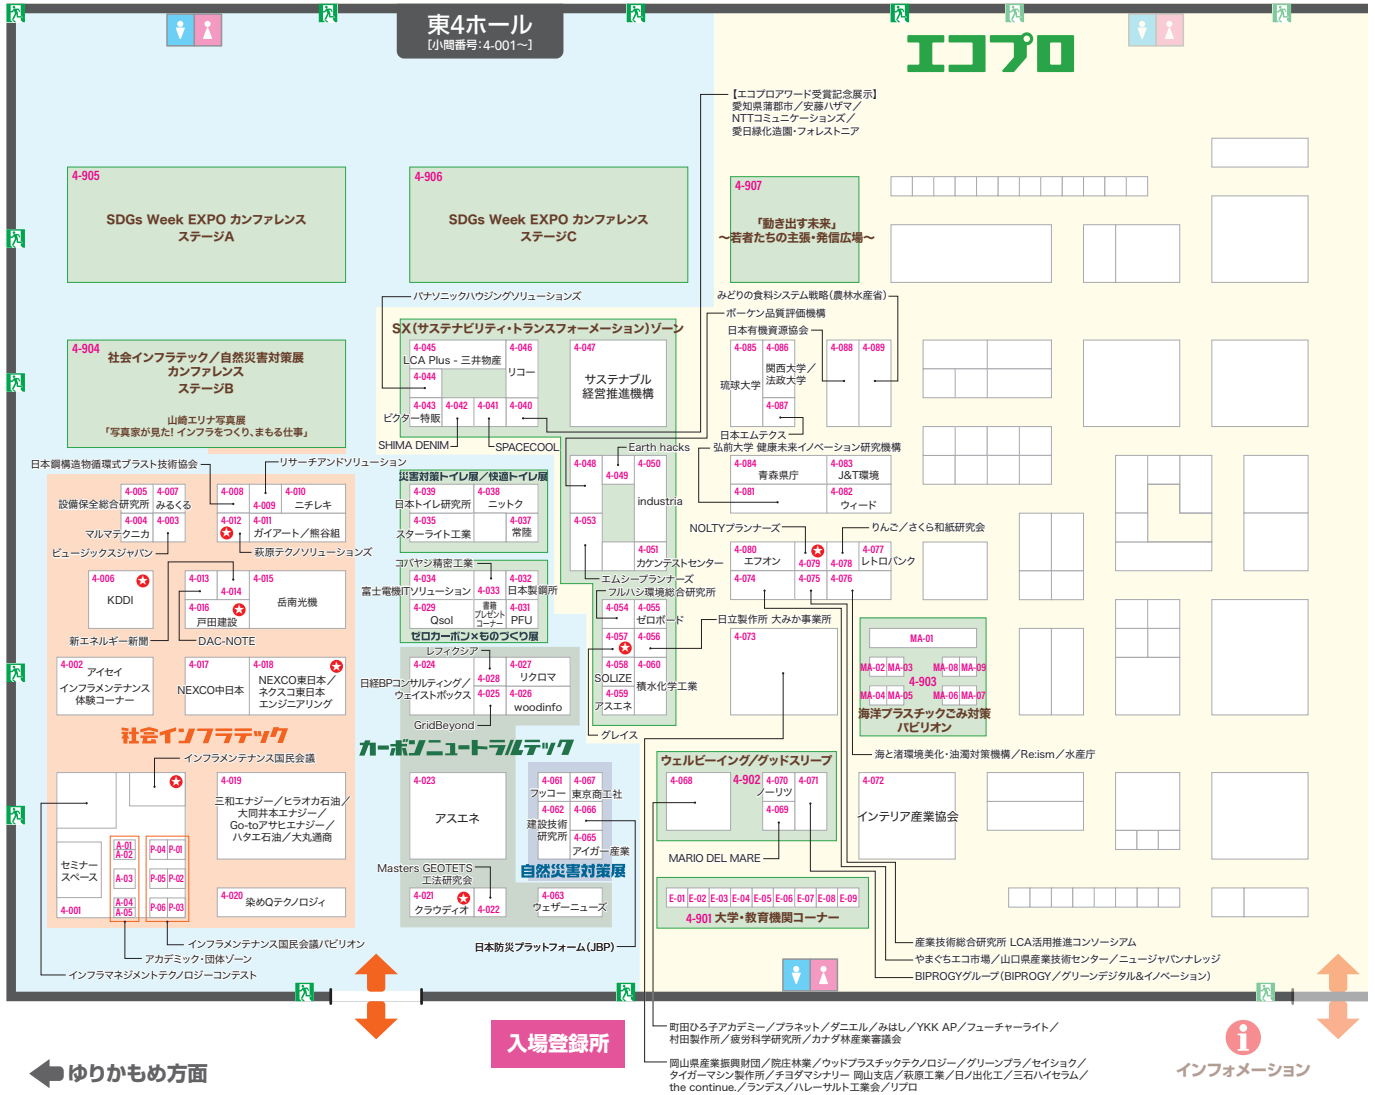 東4ホール
[小間番号：4-001～]
エコプロ
【エコプロアワード受賞記念展示】
愛知県蒲郡市／安藤ハザマ／
NTTコミュニケーションズ／
愛日緑化造園・フォレストニア
4-905
SDGs Week EXPO カンファレンス
ステージA
4-906
SDGs Week EXPO カンファレンス
ステージC
4-907
「動き出す未来」
～若者たちの主張・発信広場～
パナソニックハウジングソリューションズ
みどりの食料システム戦略（農林水産省）
ボーケン品質評価機構
日本有機資源協会
SX（サステナビリティ・トランスフォーメーション）ゾーン
4-904
社会インフラテック／自然災害対策展
カンファレンス
ステージB
山崎エリナ写真展
「写真家が見た! インフラをつくり、まもる仕事」
4-045
LCA Plus - 三井物産
4-046
リコー
4-047
サステナブル
経営推進機構
4-044
4-043
ビクター特販
4-042
4-041
4-040
SHIMA DENIM
SPACECOOL
4-085
琉球大学
4-086
関西大学／
法政大学
4-087
4-088
4-089
日本エムテクス
Earth hacks
弘前大学 健康未来イノベーション研究機構
日本鋼構造物循環式ブラスト技術協会
リサーチアンドソリューション
4-005
設備保全総合研究所
4-007
みるくる
4-004
マルマテクニカ
4-003
4-008
4-009
4-010
ニチレキ
4-012
4-011
ガイアート／熊谷組
ビュージックスジャパン
萩原テクノソリューションズ
災害対策トイレ展／快適トイレ展
4-039
日本トイレ研究所
4-038
ニットク
4-035
スターライト工業
4-037
常陸
4-048
4-049
4-050
industria
4-053
4-051
カケンテストセンター
エムシープランナーズ
4-084
青森県庁
4-083
J&T環境
4-081
4-082
ウィード
NOLTYプランナーズ
りんご／さくら和紙研究会
4-080
エフオン
4-079
4-078
4-077
レトロバンク
4-074
4-075
4-076
4-006
KDDI
4-013
4-014
4-015
岳南光機
4-016
戸田建設
新エネルギー新聞
DAC-NOTE
コバヤシ精密工業
4-034
富士電機ITソリューション
4-033
4-032
日本製鋼所
4-029
Qsol
書籍
プレゼント
コーナー
4-031
PFU
ゼロカーボン×ものづくり展
フルハシ環境総合研究所
4-054
4-055
ゼロボード
日立製作所 大みか事業所
4-057
4-056
4-058
SOLIZE
4-060
積水化学工業
4-059
アスエネ
グレイス
4-073
MA-01
MA-02
MA-03
MA-08
MA-09
4-903
MA-04
MA-05
MA-06
MA-07
海洋プラスチックごみ対策
パビリオン
4-002
アイセイ
インフラメンテナンス
体験コーナー
4-017
NEXCO中日本
4-018
NEXCO東日本／
ネクスコ東日本
エンジニアリング
社会インフラテック
レフィクシア
4-024
日経BPコンサルティング／
ウェイストボックス
4-028
4-027
リクロマ
4-025
4-026
woodinfo
GridBeyond
カーボンニュートラルテック
海と渚環境美化・油濁対策機構／Re:ism／水産庁
インフラメンテナンス国民会議
4-019
三和エナジー／ヒラオカ石油／
大同井本エナジー／
Go-toアサヒエナジー／
ハタエ石油／大丸通商
セミナー
スペース
4-001
A-01
A-02
A-03
A-04
A-05
P-04
P-01
P-05
P-02
P-06
P-03
4-020
染めQテクノロジィ
インフラメンテナンス国民会議パビリオン
アカデミック・団体ゾーン
インフラマネジメントテクノロジーコンテスト
4-023
アスエネ
4-061
フッコー
4-067
東京商工社
4-062
建設技術
研究所
4-066
4-065
アイガー産業
自然災害対策展
Masters GEOTETS
工法研究会
4-021
クラウディオ
4-022
4-063
ウェザーニューズ
日本防災プラットフォーム（JBP）
ウェルビーイング／グッドスリープ
4-068
4-902
4-070
ノーリツ
4-071
4-069
MARIO DEL MARE
4-072
インテリア産業協会
E-01
E-02
E-03
E-04
E-05
E-06
E-07
E-08
E-09
4-901 大学・教育機関コーナー
産業技術総合研究所 LCA活用推進コンソーシアム
やまぐちエコ市場／山口県産業技術センター／ニュージャパンナレッジ
BIPROGYグループ（BIPROGY／グリーンデジタル&イノベーション）
入場登録所
町田ひろ子アカデミー／プラネット／ダニエル／みはし／YKK AP／フューチャーライト／
村田製作所／疲労科学研究所／カナダ林産業審議会
岡山県産業振興財団／院庄林業／ウッドプラスチックテクノロジー／グリーンプラ／セイショク／
タイガーマシン製作所／チヨダマシナリー 岡山支店／萩原工業／日ノ出化工／三石ハイセラム／
the continue.／ランデス／ハレーサルト工業会／リプロ
ゆりかもめ方面
インフォメーション